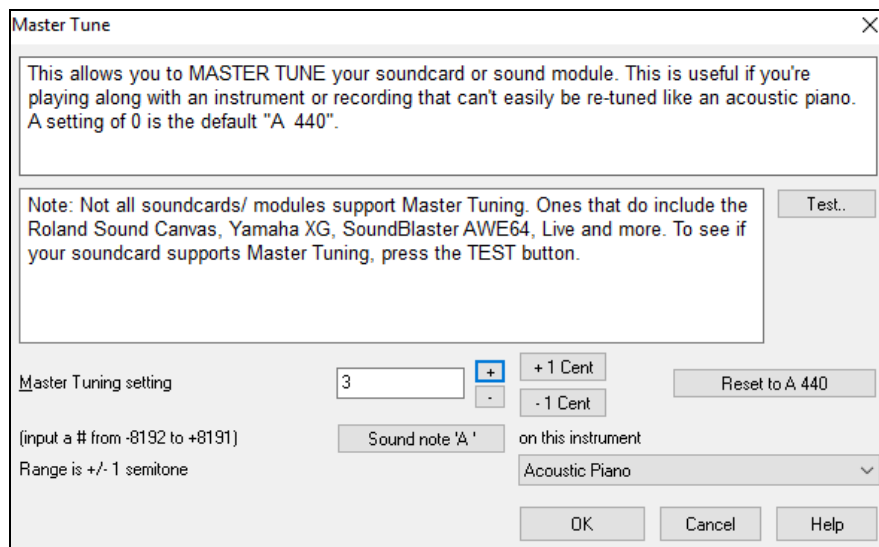 Master Tune
This allows you to MASTER TUNE your soundcard or sound module. This is useful if you're
playing along with an instrument or recording that can't easily be re-tuned like an acoustic piano.
A setting of 0 is the default "A  440".
Note: Not all soundcards/ modules support Master Tuning. Ones that do include the
Roland Sound Canvas, Yamaha XG, SoundBlaster AWE64, Live and more. To see if
your soundcard supports Master Tuning, press the TEST button.
Test..
Master Tuning setting
3
+
-
+ 1 Cent
- 1 Cent
Reset to A 440
(input a # from -8192 to +8191)
Sound note 'A '
on this instrument
Range is +/- 1 semitone
Acoustic Piano
OK
Cancel
Help